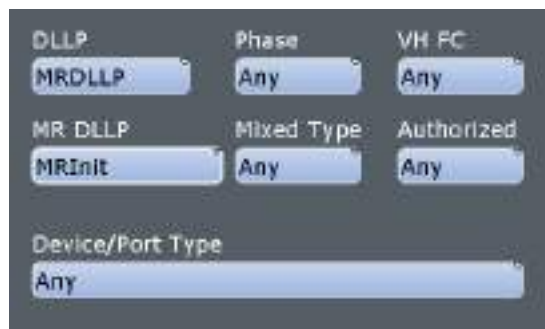 DLLP Phase VH FC
MRDLLP Any Any
MR DLLP Mixed Type Authorized
MRInit Any Any
Device/Port Type
Any